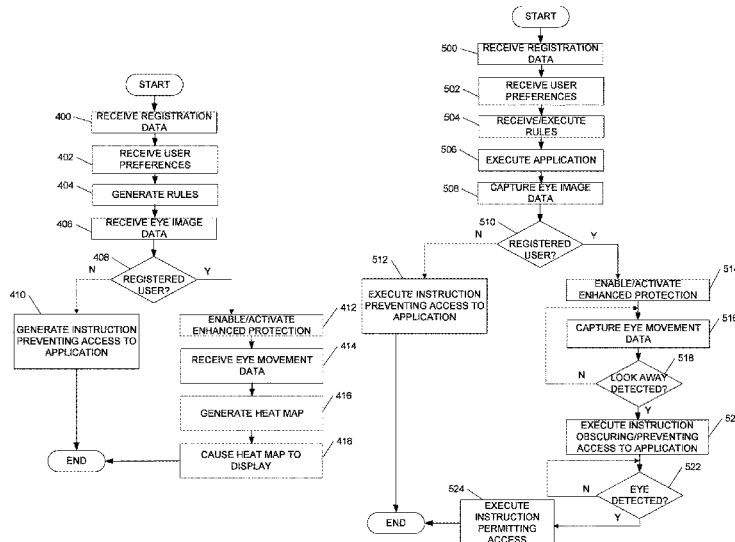 START
400
RECEIVE REGISTRATION
DATA
402
RECEIVE USER
PREFERENCES
404
GENERATE RULES
406
RECEIVE EYE IMAGE
DATA
408
REGISTERED
USER?
N
Y
410
GENERATE INSTRUCTION
PREVENTING ACCESS TO
APPLICATION
412
ENABLE/ACTIVATE
ENHANCED PROTECTION
414
RECEIVE EYE MOVEMENT
DATA
416
GENERATE HEAT MAP
418
CAUSE HEAT MAP TO
DISPLAY
END
START
500
RECEIVE REGISTRATION
DATA
502
RECEIVE USER
PREFERENCES
504
RECEIVE/EXECUTE
RULES
506
EXECUTE APPLICATION
508
CAPTURE EYE IMAGE
DATA
510
REGISTERED
USER?
N
Y
512
EXECUTE INSTRUCTION
PREVENTING ACCESS TO
APPLICATION
514
ENABLE/ACTIVATE
ENHANCED PROTECTION
516
CAPTURE EYE MOVEMENT
DATA
518
LOOK AWAY
DETECTED?
N
Y
EXECUTE INSTRUCTION
OBSCURING/PREVENTING
ACCESS TO APPLICATION
522
EYE
DETECTED?
N
Y
524
EXECUTE
INSTRUCTION
PERMITTING
ACCESS
END